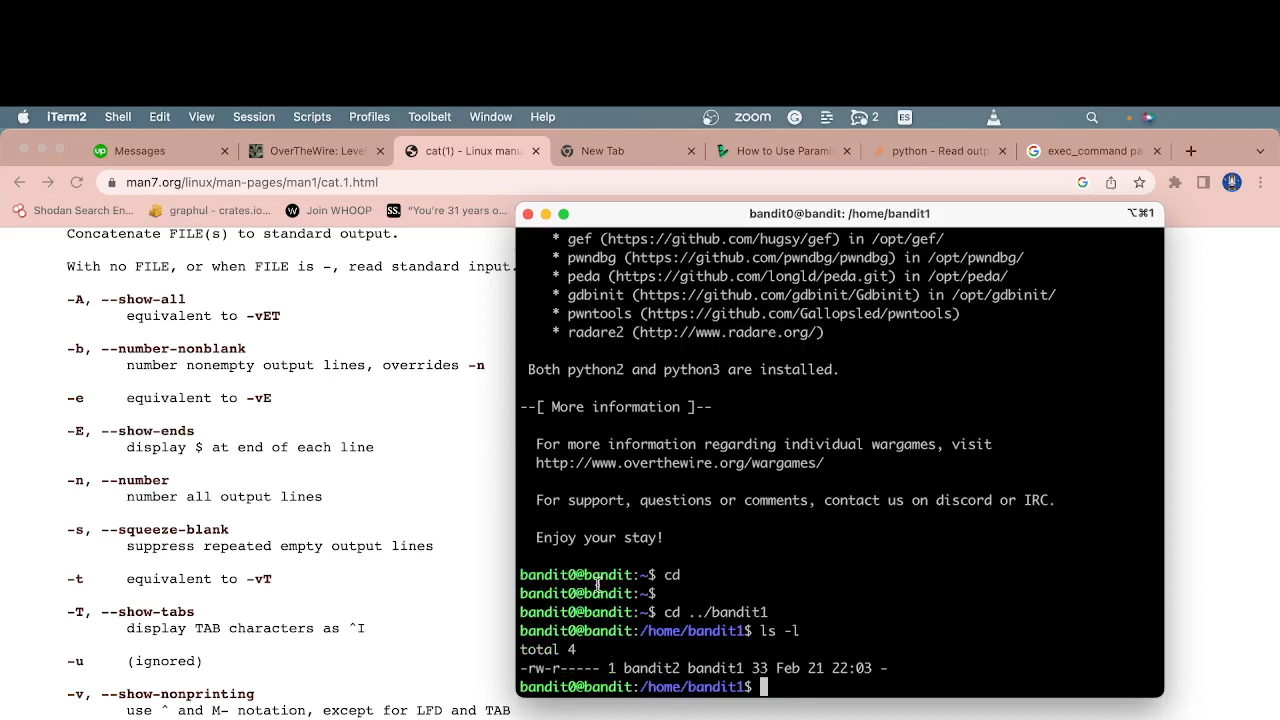 iTerm2 Shell Edit View Session Scripts Profiles Toolbelt Window Help zoom 2 ES
up Messages × OverTheWire: Leve × cat(1) - Linux manu × New Tab × How to Use Parami × python - Read outp × exec_command pa × +
man7.org/linux/man-pages/man1/cat.1.html
Shodan Search En... graphul - crates.io... W Join WHOOP SS. "You're 31 years o...
Concatenate FILE(s) to standard output.
With no FILE, or when FILE is -, read standard input.
-A, --show-all
equivalent to -vET
-b, --number-nonblank
number nonempty output lines, overrides -n
-e equivalent to -vE
-E, --show-ends
display $ at end of each line
-n, --number
number all output lines
-s, --squeeze-blank
suppress repeated empty output lines
-t equivalent to -vT
-T, --show-tabs
display TAB characters as ^I
-u (ignored)
-v, --show-nonprinting
use ^ and M- notation, except for LFD and TAB
bandit0@bandit: /home/bandit1 ⌥⌘1
* gef (https://github.com/hugsy/gef) in /opt/gef/
* pwndbg (https://github.com/pwndbg/pwndbg) in /opt/pwndbg/
* peda (https://github.com/longld/peda.git) in /opt/peda/
* gdbinit (https://github.com/gdbinit/Gdbinit) in /opt/gdbinit/
* pwntools (https://github.com/Gallopsled/pwntools)
* radare2 (http://www.radare.org/)
Both python2 and python3 are installed.
--[ More information ]--
For more information regarding individual wargames, visit
http://www.overthewire.org/wargames/
For support, questions or comments, contact us on discord or IRC.
Enjoy your stay!
bandit0@bandit:~$ cd
bandit0@bandit:~$
bandit0@bandit:~$ cd ../bandit1
bandit0@bandit:/home/bandit1$ ls -l
total 4
-rw-r----- 1 bandit2 bandit1 33 Feb 21 22:03 -
bandit0@bandit:/home/bandit1$